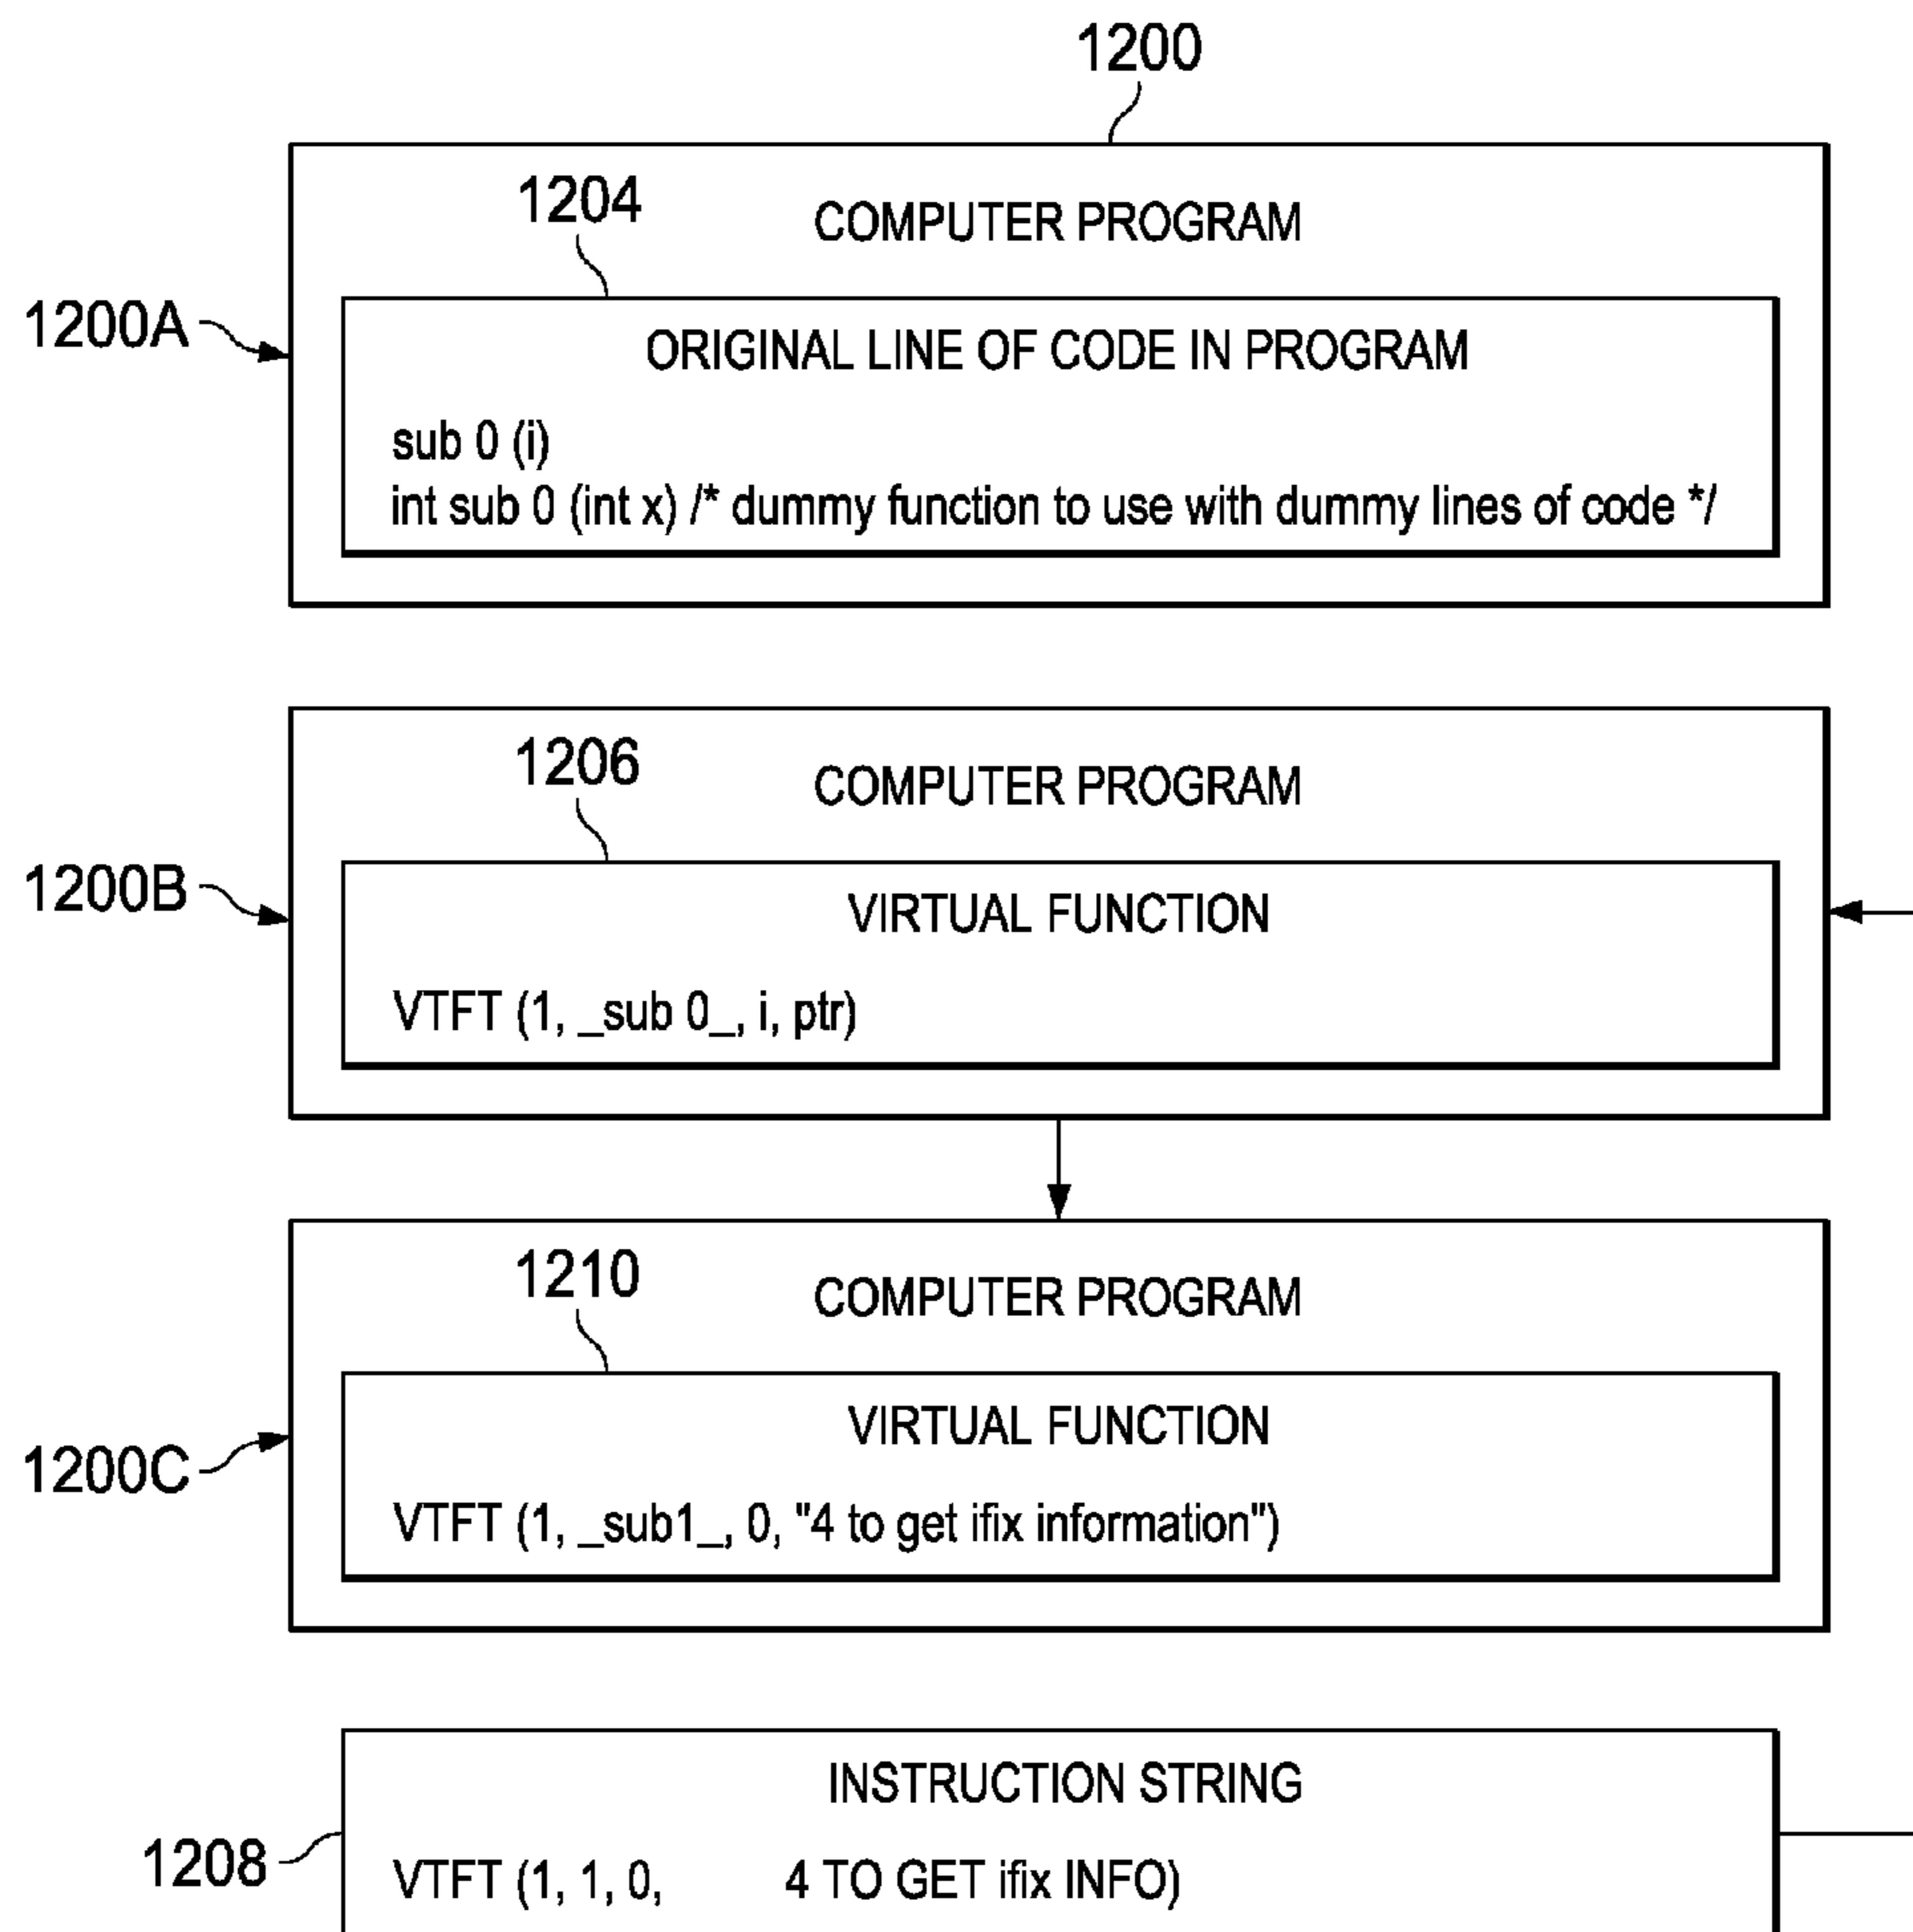 1200
1204
COMPUTER PROGRAM
1200A
ORIGINAL LINE OF CODE IN PROGRAM
sub 0 (i)
int sub 0 (int x) /* dummy function to use with dummy lines of code */
1206
COMPUTER PROGRAM
1200B
VIRTUAL FUNCTION
VTFT (1, _sub 0_, i, ptr)
1210
COMPUTER PROGRAM
1200C
VIRTUAL FUNCTION
VTFT (1, _sub1_, 0, "4 to get ifix information")
INSTRUCTION STRING
1208
VTFT (1, 1, 0, 4 TO GET ifix INFO)